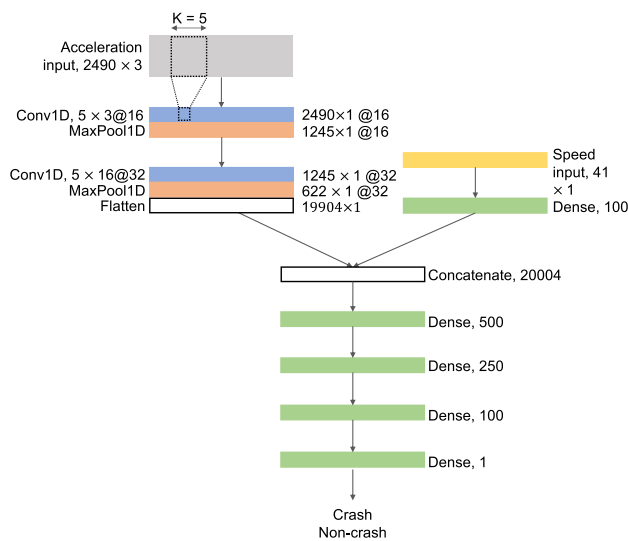 K = 5
Acceleration
input, 2490 × 3
Conv1D, 5 × 3@16
2490×1 @16
MaxPool1D
1245×1 @16
Conv1D, 5 × 16@32
1245 × 1 @32
MaxPool1D
622 × 1 @32
Flatten
19904×1
Speed
input, 41
× 1
Dense, 100
Concatenate, 20004
Dense, 500
Dense, 250
Dense, 100
Dense, 1
Crash
Non-crash